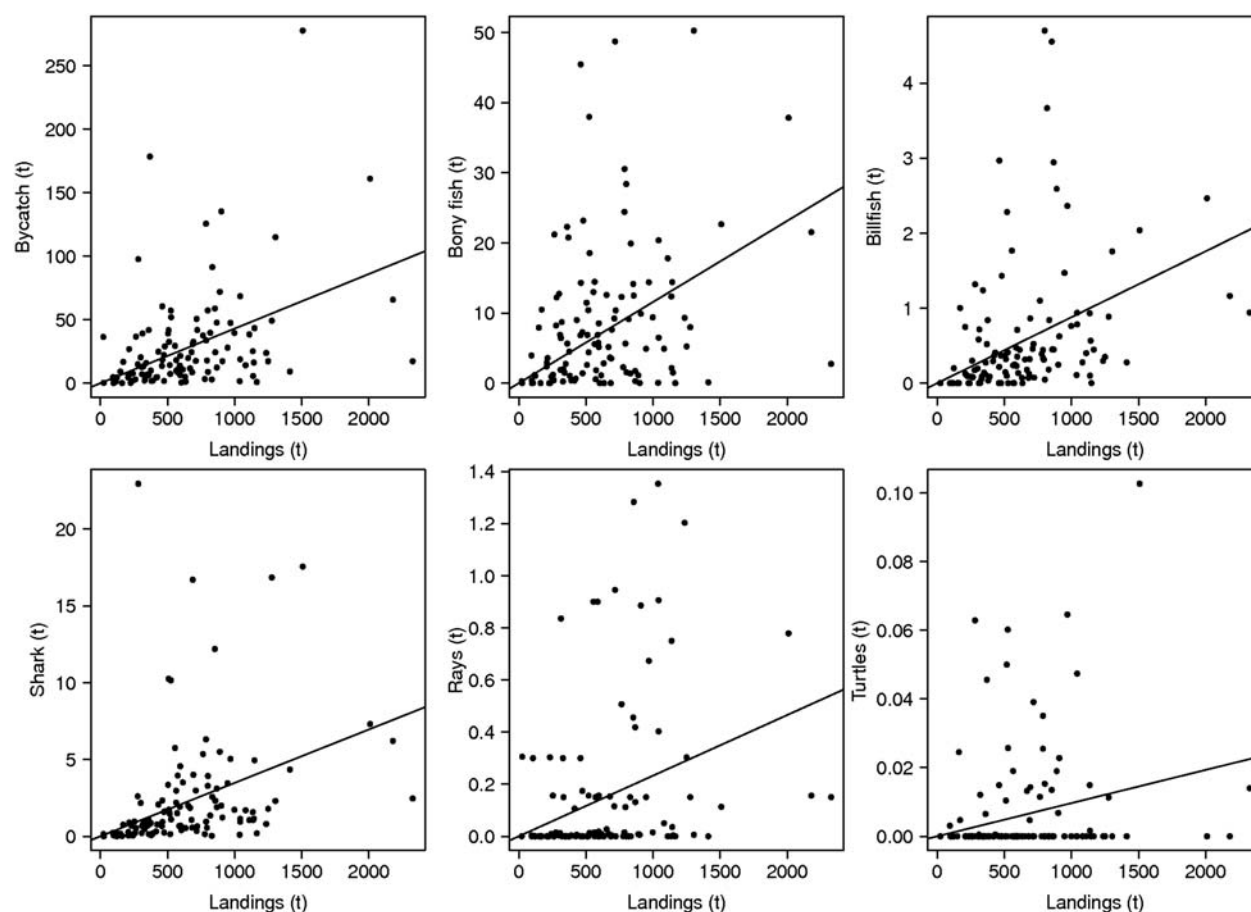 Bycatch (t)
250
200
150
100
50
0
0 500 1000 1500 2000
Landings (t)
Bony fish (t)
50
40
30
20
10
0
0 500 1000 1500 2000
Landings (t)
Billfish (t)
4
3
2
1
0
0 500 1000 1500 2000
Landings (t)
Shark (t)
20
15
10
5
0
0 500 1000 1500 2000
Landings (t)
Rays (t)
1.4
1.2
1.0
0.8
0.6
0.4
0.2
0.0
0 500 1000 1500 2000
Landings (t)
Turtles (t)
0.10
0.08
0.06
0.04
0.02
0.00
0 500 1000 1500 2000
Landings (t)